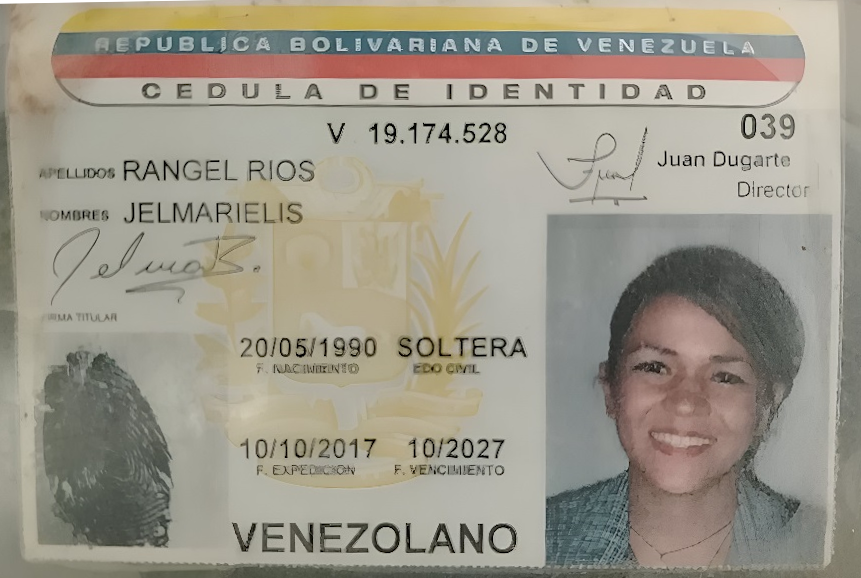 REPUBLICA BOLIVARIANA DE VENEZUELA
CEDULA DE IDENTIDAD
V 19.174.528
039
Juan Dugarte
Director
APELLIDOS RANGEL RIOS
NOMBRES JELMARIELIS
FIRMA TITULAR
20/05/1990 SOLTERA
F. NACIMIENTO EDO CIVIL
10/10/2017 10/2027
F. EXPEDICION F. VENCIMIENTO
VENEZOLANO